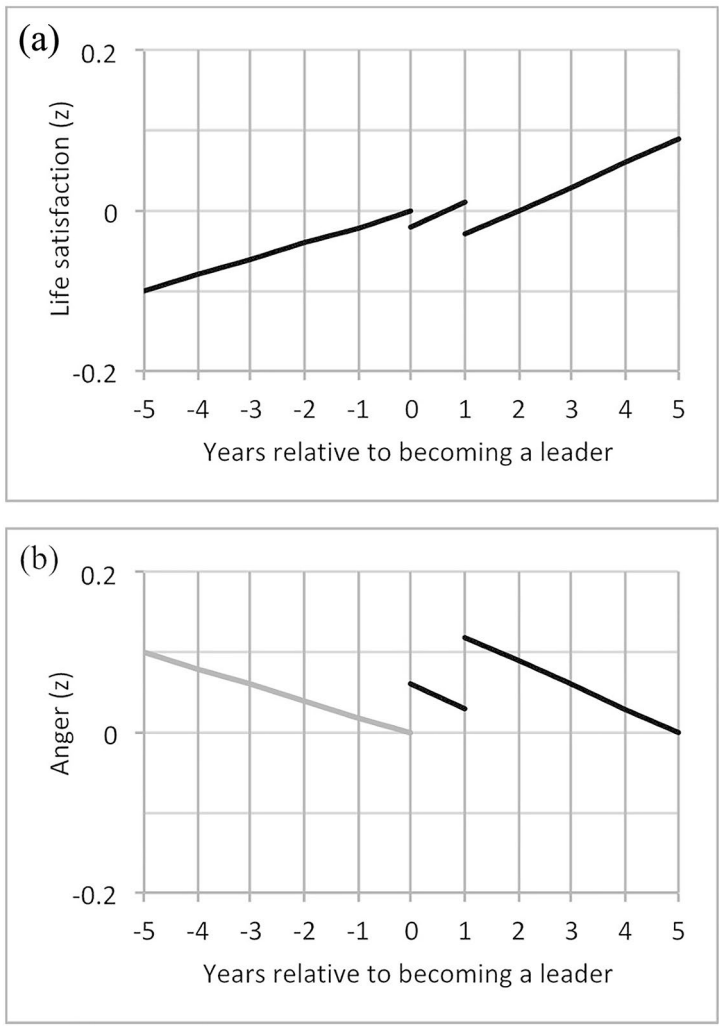 (a)
0.2
0
-0.2
Life satisfaction (z)
-5 -4 -3 -2 -1 0 1 2 3 4 5
Years relative to becoming a leader
(b)
0.2
0
-0.2
Anger (z)
-5 -4 -3 -2 -1 0 1 2 3 4 5
Years relative to becoming a leader